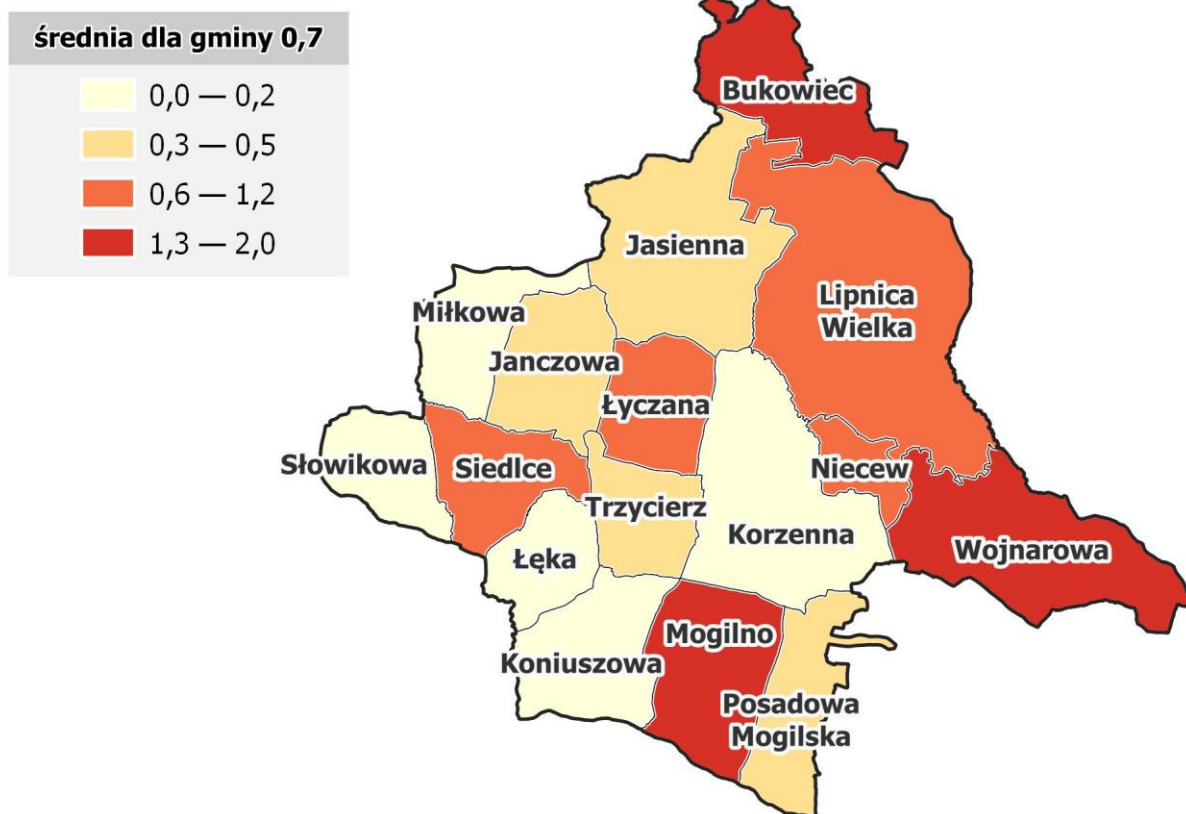 średnia dla gminy 0,7
0,0 — 0,2
0,3 — 0,5
0,6 — 1,2
1,3 — 2,0
Bukowiec
Jasienna
Lipnica
Wielka
Miłkowa
Janczowa
Łyczana
Słowikowa
Siedlce
Niecew
Trzycierz
Korzenna
Wojnarowa
Łęka
Mogilno
Koniuszowa
Posadowa
Mogilska